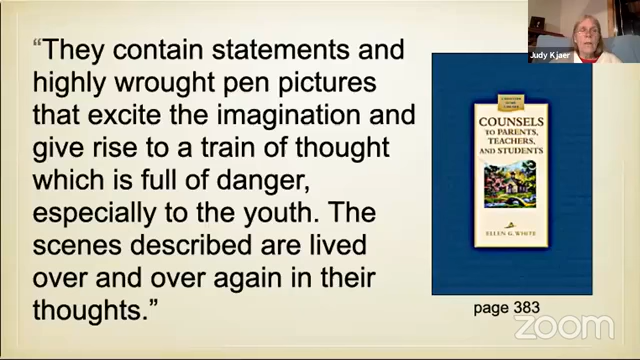 “They contain statements and
highly wrought pen pictures
that excite the imagination and
give rise to a train of thought
which is full of danger,
especially to the youth. The
scenes described are lived
over and over again in their
thoughts.”
Judy Kjaer
COUNSELS
TO PARENTS,
TEACHERS,
AND STUDENTS
ELLEN G. WHITE
page 383
zoom